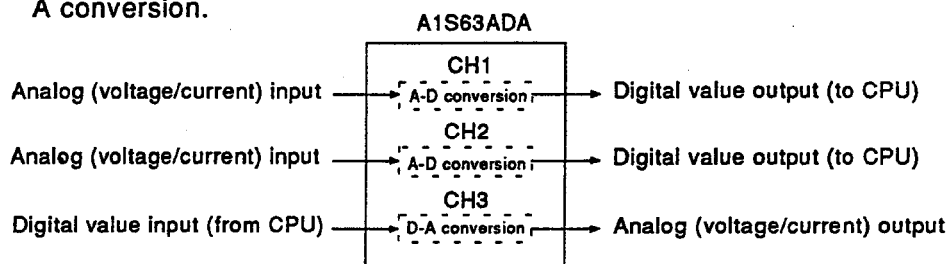 A conversion.
A1S63ADA
CH1
Analog (voltage/current) input A-D conversion Digital value output (to CPU)
CH2
Analog (voltage/current) input A-D conversion Digital value output (to CPU)
CH3
Digital value input (from CPU) D-A conversion Analog (voltage/current) output